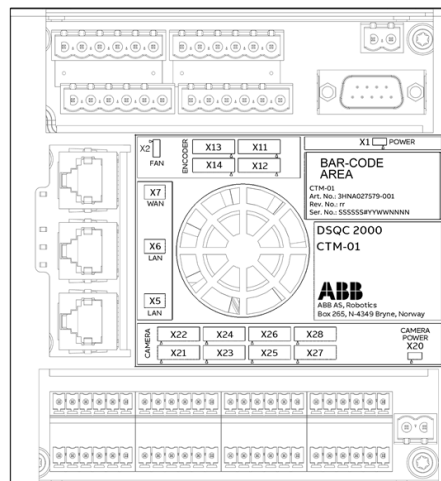 X2
FAN
ENCODER
X13
X11
X14
X12
X1
POWER
BAR-CODE
AREA
CTM-01
Art. No.: 3HNA027579-001
Rev. No.: rr
Ser. No.: SSSSSS#YYWWNNNN
X7
WAN
X6
LAN
X5
LAN
DSQC 2000
CTM-01
ABB
ABB AS, Robotics
Box 265, N-4349 Bryne, Norway
CAMERA
X22
X24
X26
X28
X21
X23
X25
X27
CAMERA
POWER
X20